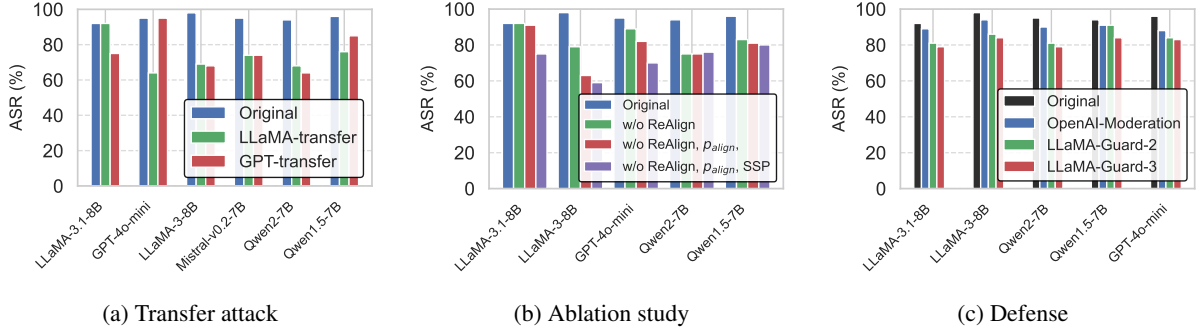 ASR (%)
100
80
60
40
20
0
Original
LLaMA-transfer
GPT-transfer
LLaMA-3.1-8B
GPT-4o-mini
LLaMA-3-8B
Mistral-v0.2-7B
Qwen2-7B
Qwen1.5-7B
(a) Transfer attack
ASR (%)
100
80
60
40
20
0
Original
w/o ReAlign
w/o ReAlign, p_align,
w/o ReAlign, p_align, SSP
LLaMA-3.1-8B
LLaMA-3-8B
GPT-4o-mini
Qwen2-7B
Qwen1.5-7B
(b) Ablation study
ASR (%)
100
80
60
40
20
0
Original
OpenAI-Moderation
LLaMA-Guard-2
LLaMA-Guard-3
LLaMA-3.1-8B
LLaMA-3-8B
Qwen2-7B
Qwen1.5-7B
GPT-4o-mini
(c) Defense